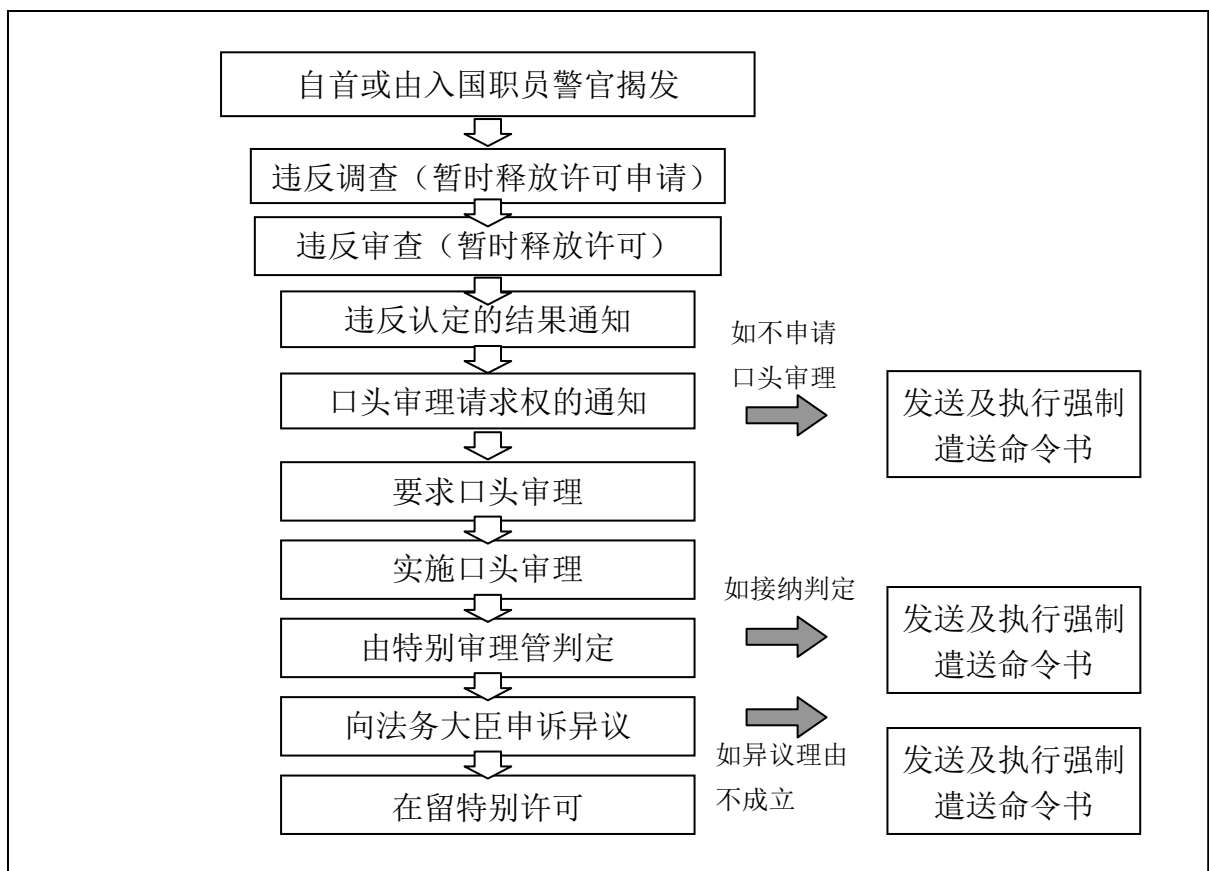 自首或由入国职员警官揭发
违反调查（暂时释放许可申请）
违反审查（暂时释放许可）
违反认定的结果通知
口头审理请求权的通知
如不申请
口头审理
发送及执行强制
遣送命令书
要求口头审理
实施口头审理
由特别审理管判定
如接纳判定
发送及执行强制
遣送命令书
向法务大臣申诉异议
如异议理由
不成立
发送及执行强制
遣送命令书
在留特别许可